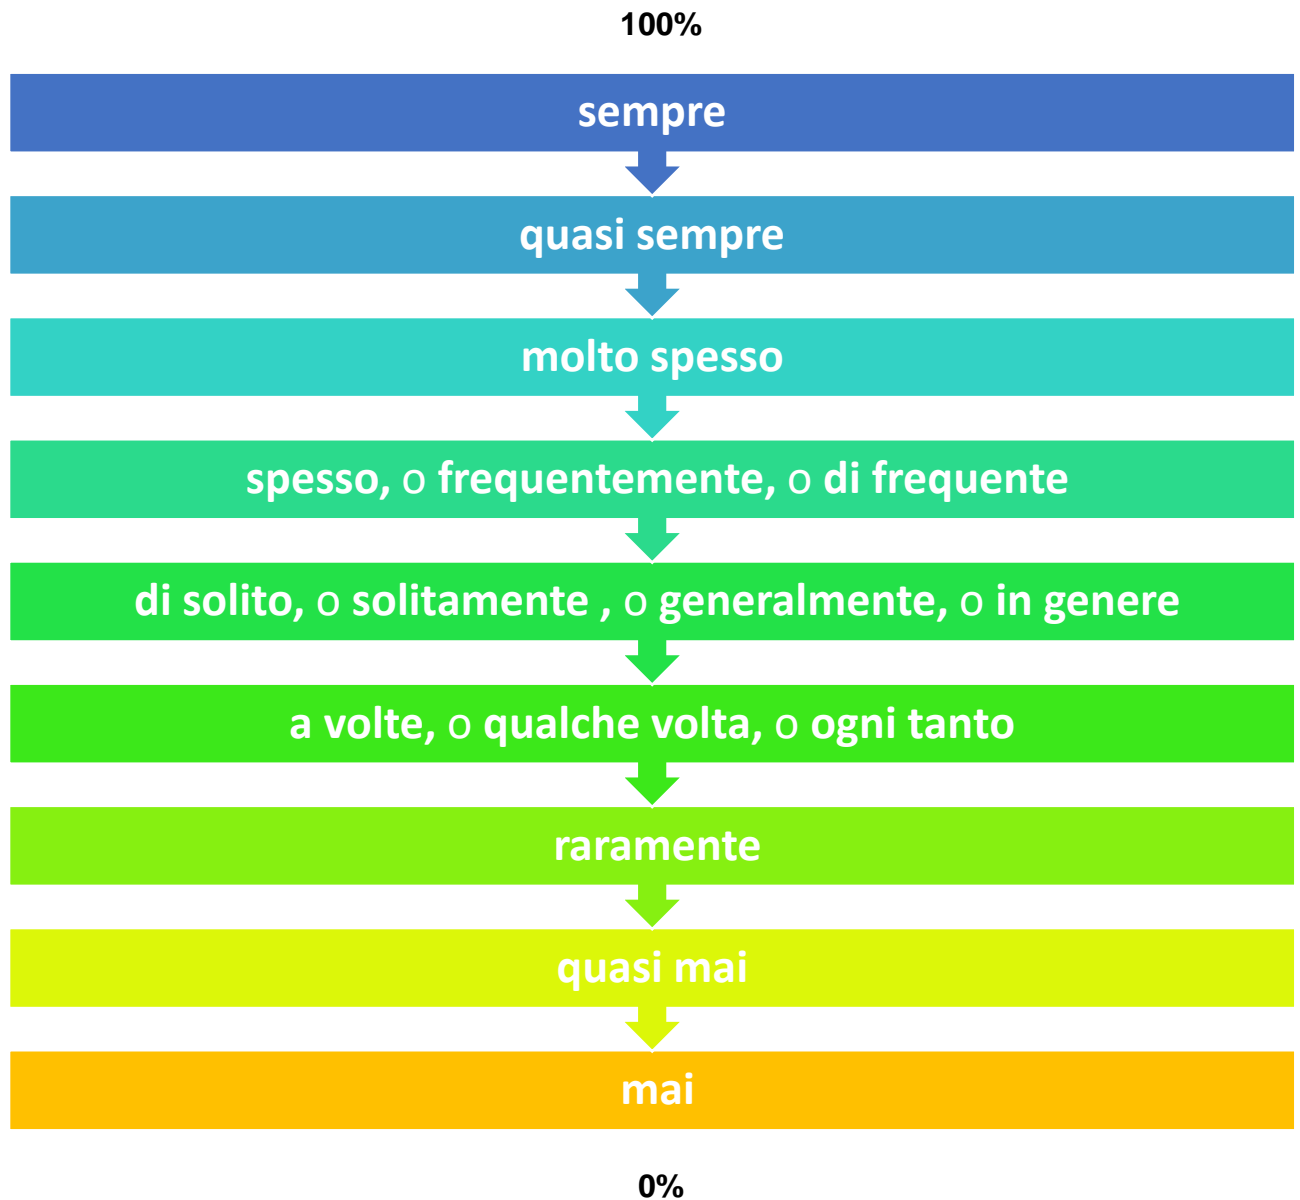 100%
sempre
quasi sempre
molto spesso
spesso, o frequentemente, o di frequente
di solito, o solitamente , o generalmente, o in genere
a volte, o qualche volta, o ogni tanto
raramente
quasi mai
mai
0%